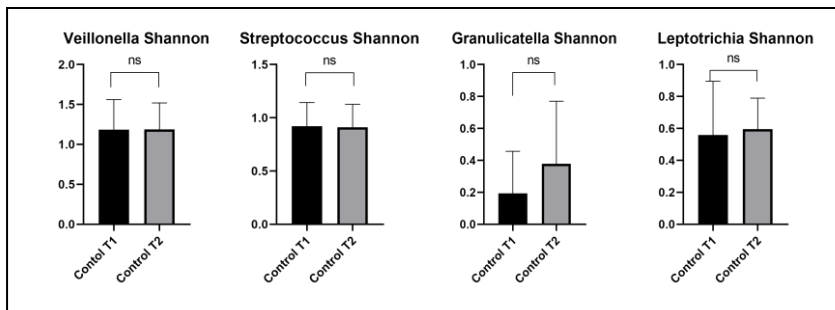 Veillonella Shannon
ns
2.0
1.5
1.0
0.5
0.0
Contol T1
Control T2
Streptococcus Shannon
ns
1.5
1.0
0.5
0.0
Control T1
Control T2
Granulicatella Shannon
ns
1.0
0.8
0.6
0.4
0.2
0.0
Control T1
Control T2
Leptotrichia Shannon
ns
1.0
0.8
0.6
0.4
0.2
0.0
Control T1
Control T2